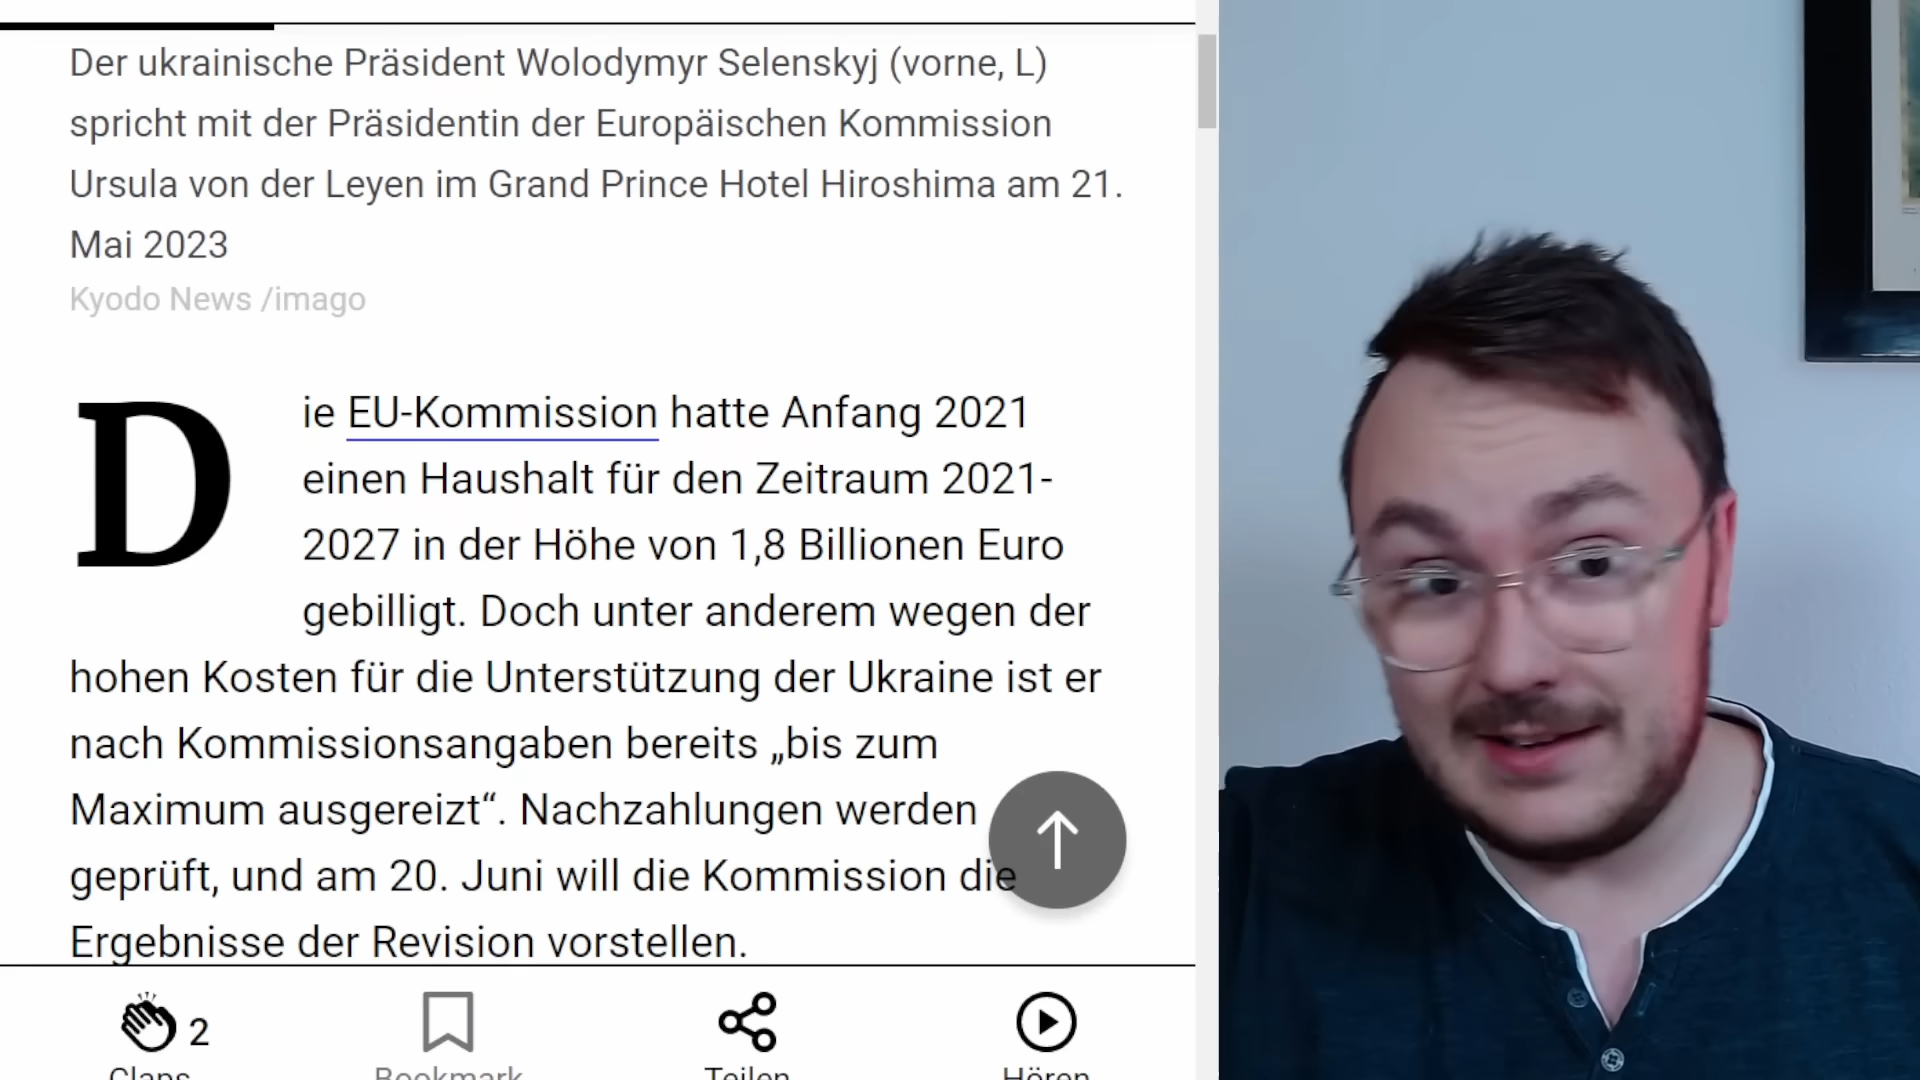 Der ukrainische Präsident Wolodymyr Selenskyj (vorne, L)
spricht mit der Präsidentin der Europäischen Kommission
Ursula von der Leyen im Grand Prince Hotel Hiroshima am 21.
Mai 2023
Kyodo News /imago
Die EU-Kommission hatte Anfang 2021
einen Haushalt für den Zeitraum 2021-
2027 in der Höhe von 1,8 Billionen Euro
gebilligt. Doch unter anderem wegen der
hohen Kosten für die Unterstützung der Ukraine ist er
nach Kommissionsangaben bereits „bis zum
Maximum ausgereizt“. Nachzahlungen werden
geprüft, und am 20. Juni will die Kommission die
Ergebnisse der Revision vorstellen.
2
Claps Bookmark Teilen Hören